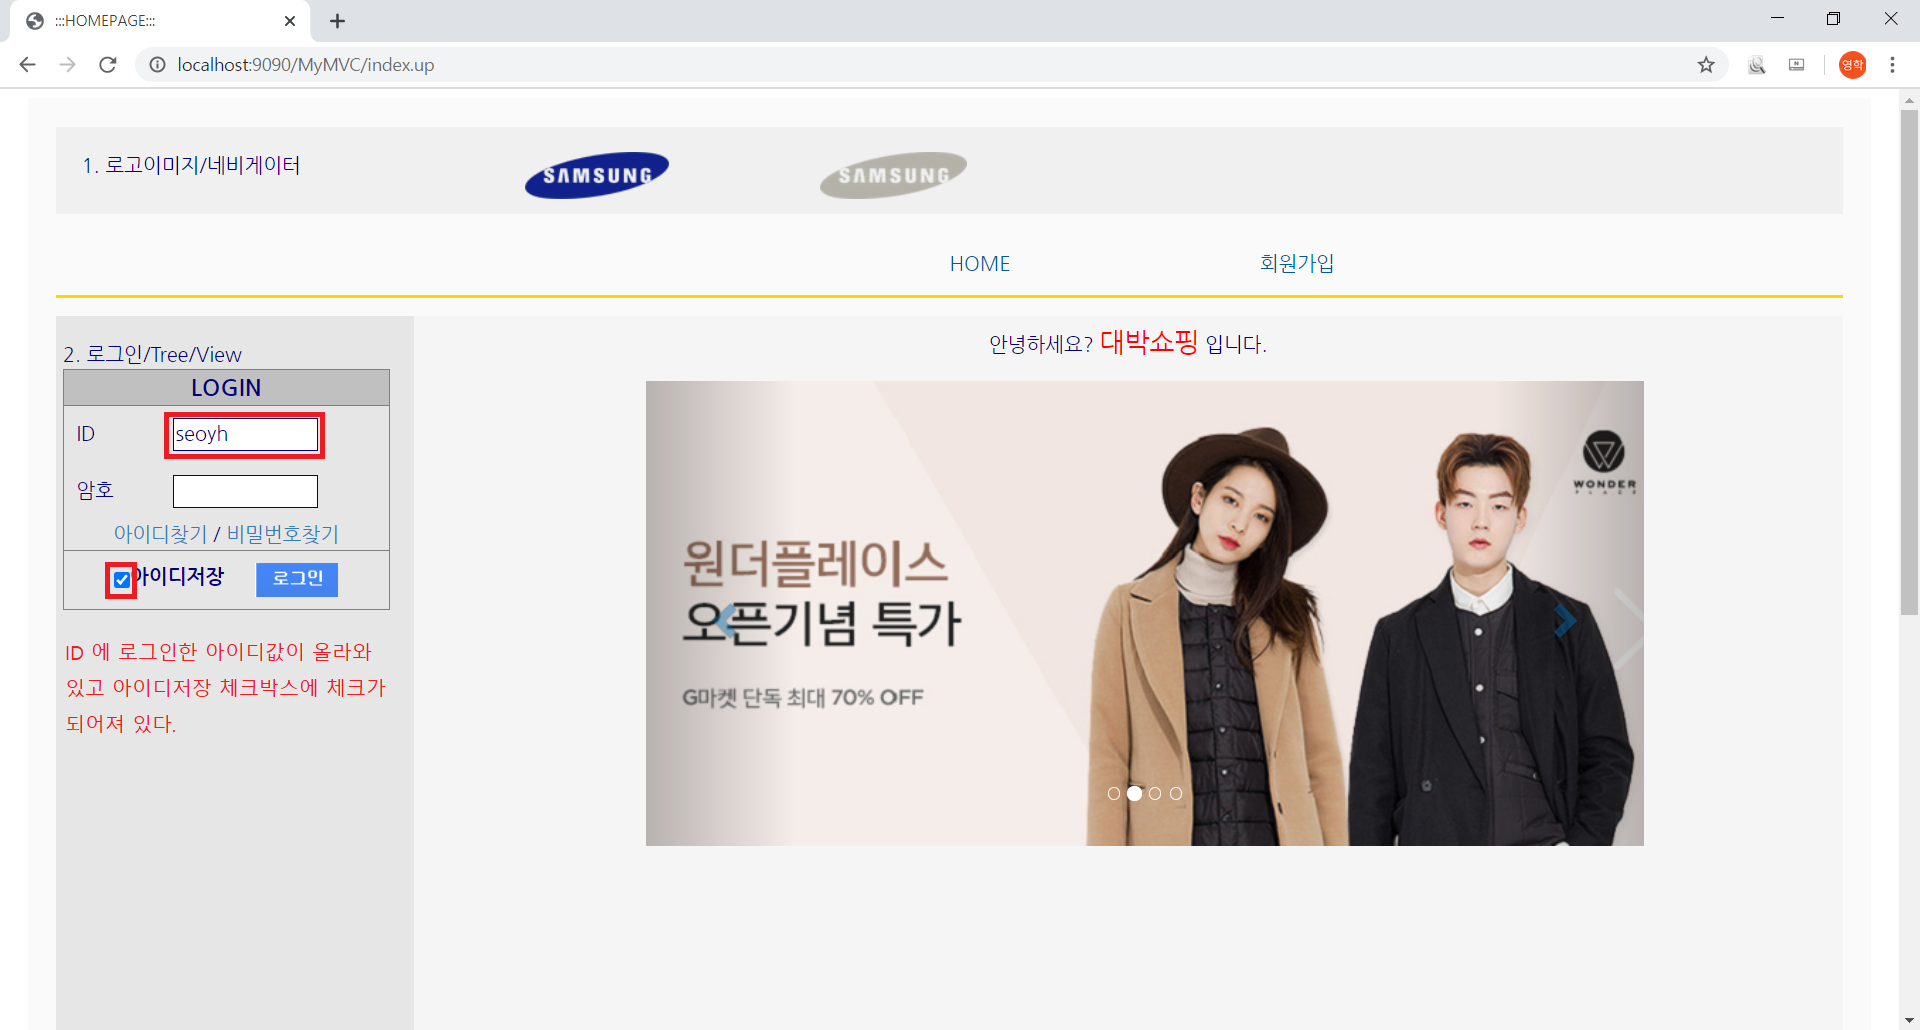 :::HOMEPAGE:::
localhost:9090/MyMVC/index.up
영학
1. 로고이미지/네비게이터
SAMSUNG
SAMSUNG
HOME
회원가입
2. 로그인/Tree/View
LOGIN
ID
seoyh
암호
아이디찾기 / 비밀번호찾기
아이디저장
로그인
ID 에 로그인한 아이디값이 올라와
있고 아이디저장 체크박스에 체크가
되어져 있다.
안녕하세요? 대박쇼핑 입니다.
원더플레이스
오픈기념 특가
G마켓 단독 최대 70% OFF
WONDER
PLACE